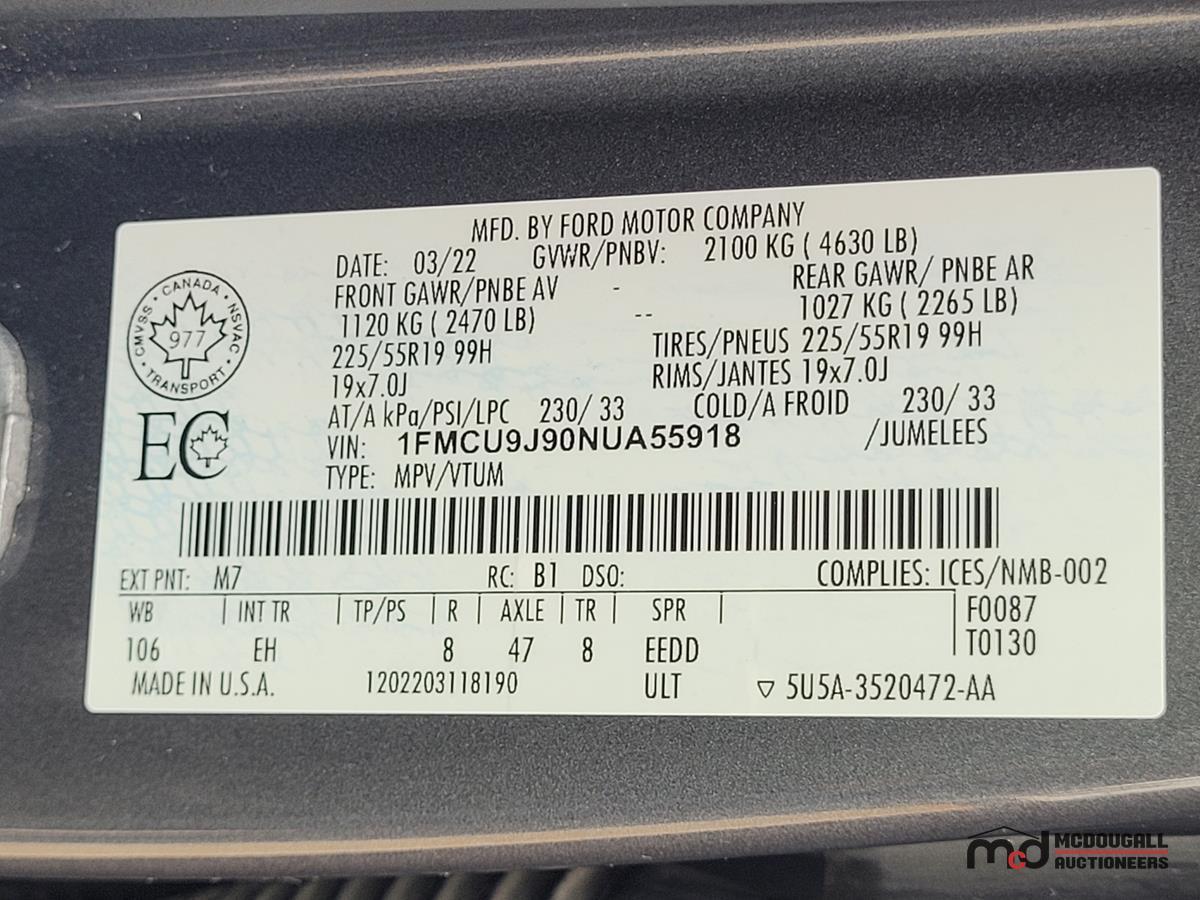 MFD. BY FORD MOTOR COMPANY
DATE: 03/22 GVWR/PNBV: 2100 KG ( 4630 LB)
FRONT GAWR/PNBE AV - REAR GAWR/ PNBE AR
1120 KG ( 2470 LB) -- 1027 KG ( 2265 LB)
225/55R19 99H TIRES/PNEUS 225/55R19 99H
19x7.0J RIMS/JANTES 19x7.0J
AT/A kPa/PSI/LPC 230/ 33 COLD/A FROID 230/ 33
VIN: 1FMCU9J90NUA55918 /JUMELEES
TYPE: MPV/VTUM
CANADA
CMVSS NSVAC
977
TRANSPORT
EC
EXT PNT: M7 RC: B1 DSO: COMPLIES: ICES/NMB-002
WB | INT TR | TP/PS | R | AXLE | TR | SPR | F0087
106 EH 8 47 8 EEDD T0130
MADE IN U.S.A. 1202203118190 ULT ▽ 5U5A-3520472-AA
mcd MCDOUGALL
AUCTIONEERS